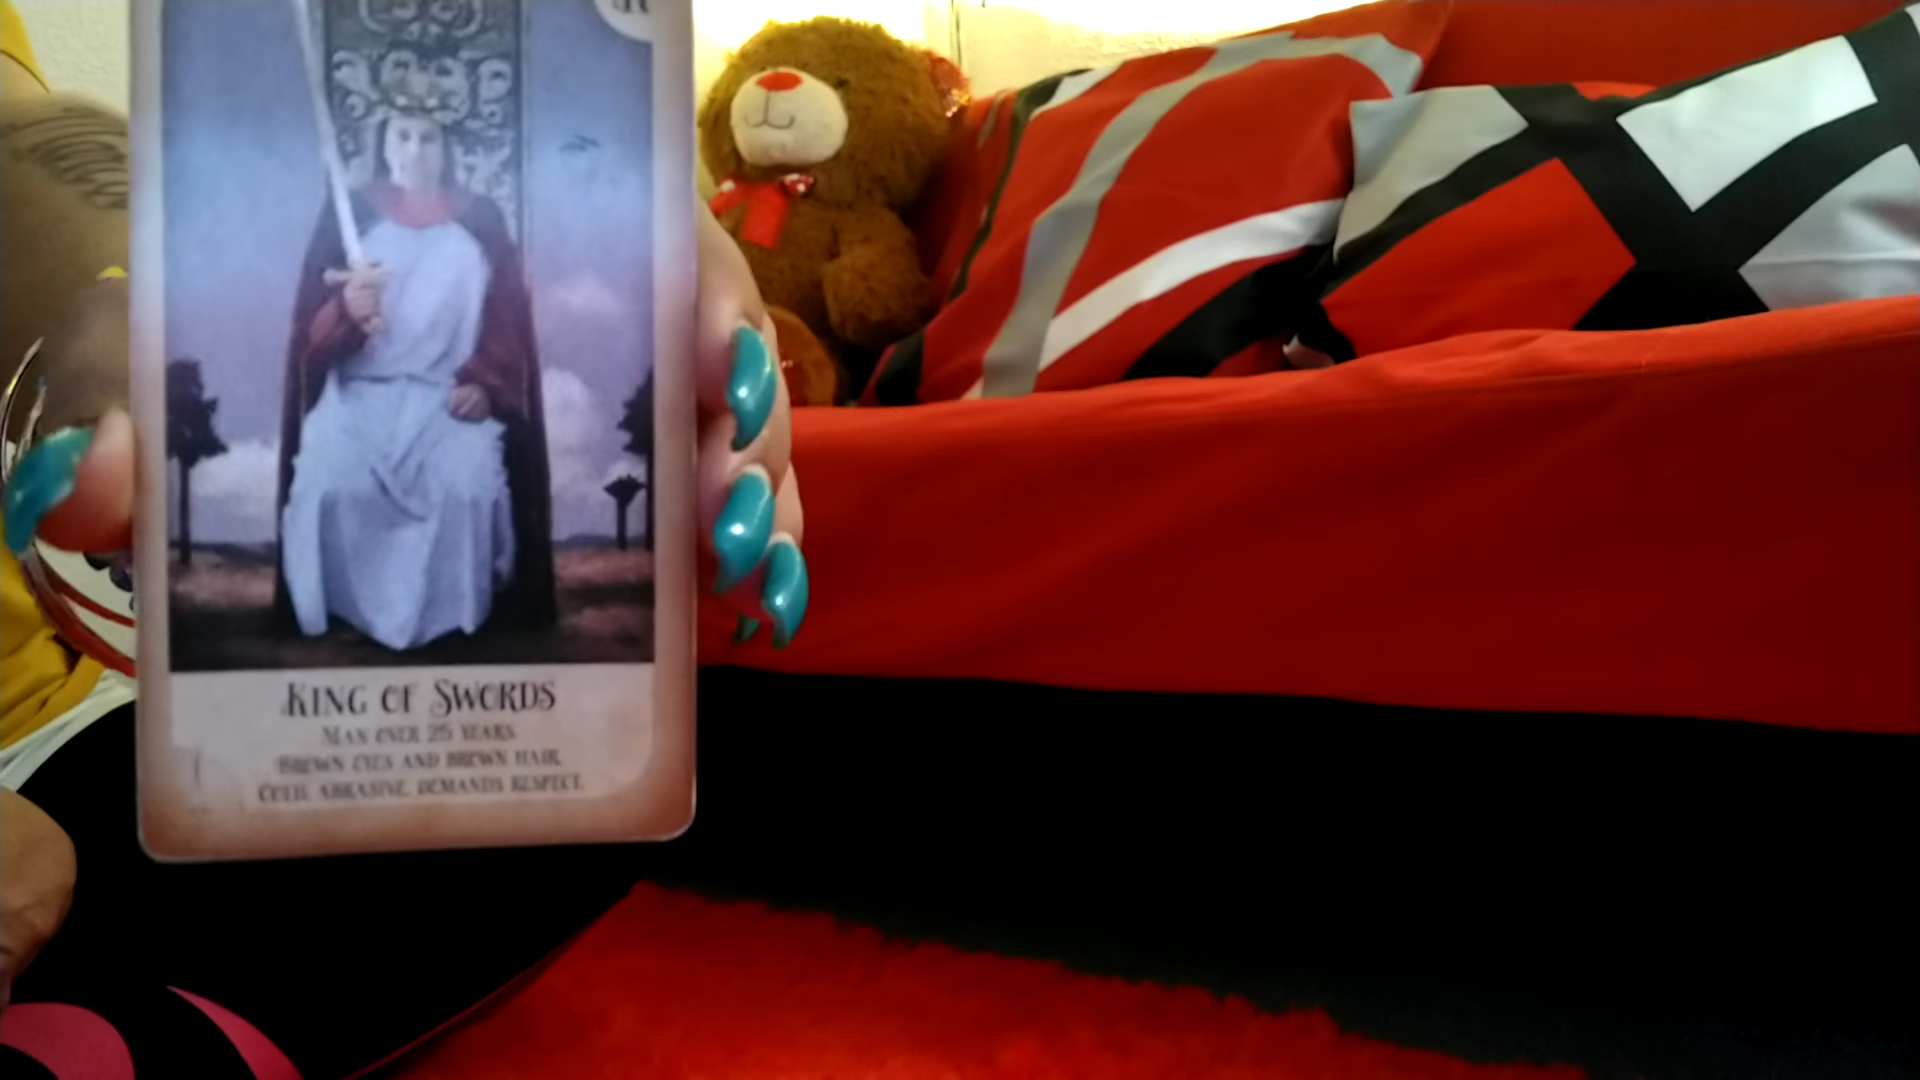 KING OF SWORDS
MAN OVER 25 YEARS
BROWN EYES AND BROWN HAIR
COLD, ABRASIVE, DEMANDS RESPECT